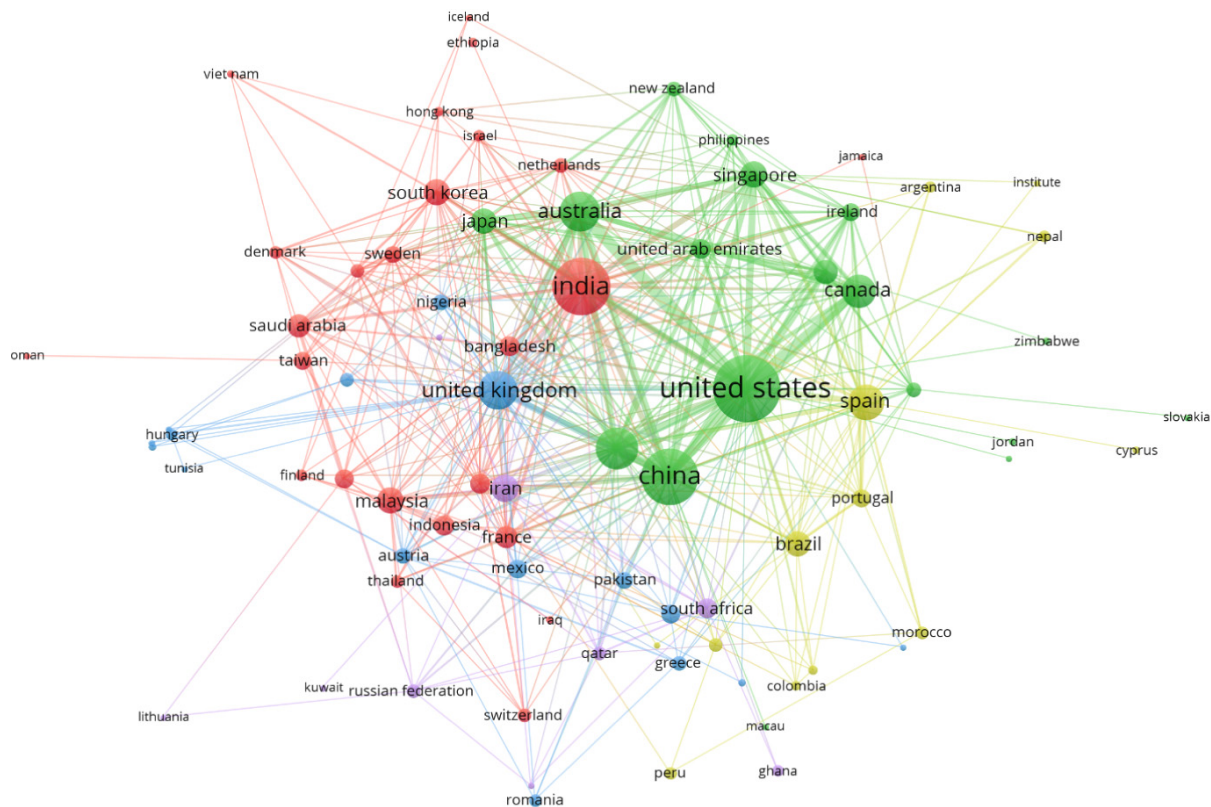 iceland
ethiopia
viet nam
new zealand
hong kong
israel
philippines
netherlands
jamaica
singapore
south korea
argentina
institute
australia
japan
ireland
nepal
denmark
sweden
united arab emirates
india
canada
nigeria
saudi arabia
zimbabwe
bangladesh
oman
taiwan
united kingdom
united states
spain
slovakia
hungary
jordan
cyprus
tunisia
finland
china
iran
malaysia
portugal
indonesia
france
brazil
austria
mexico
thailand
pakistan
south africa
iraq
morocco
qatar
greece
kuwait
russian federation
colombia
lithuania
switzerland
macau
peru
ghana
romania